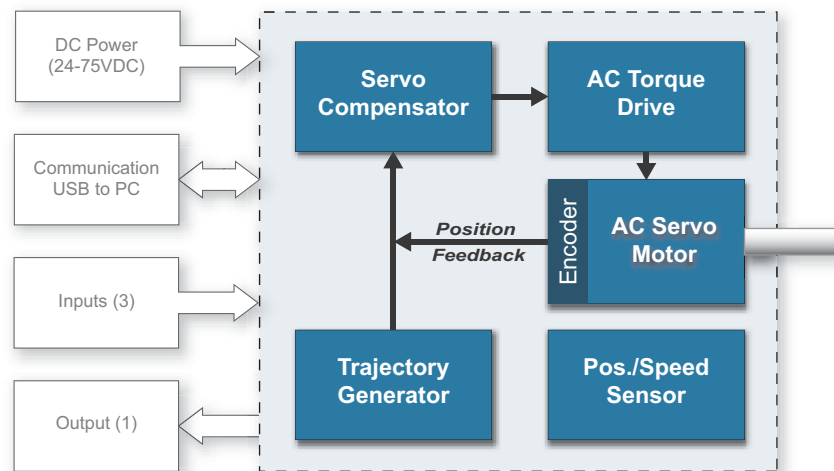 DC Power
(24-75VDC)
Communication
USB to PC
Inputs (3)
Output (1)
Servo
Compensator
AC Torque
Drive
Encoder
AC Servo
Motor
Position
Feedback
Trajectory
Generator
Pos./Speed
Sensor